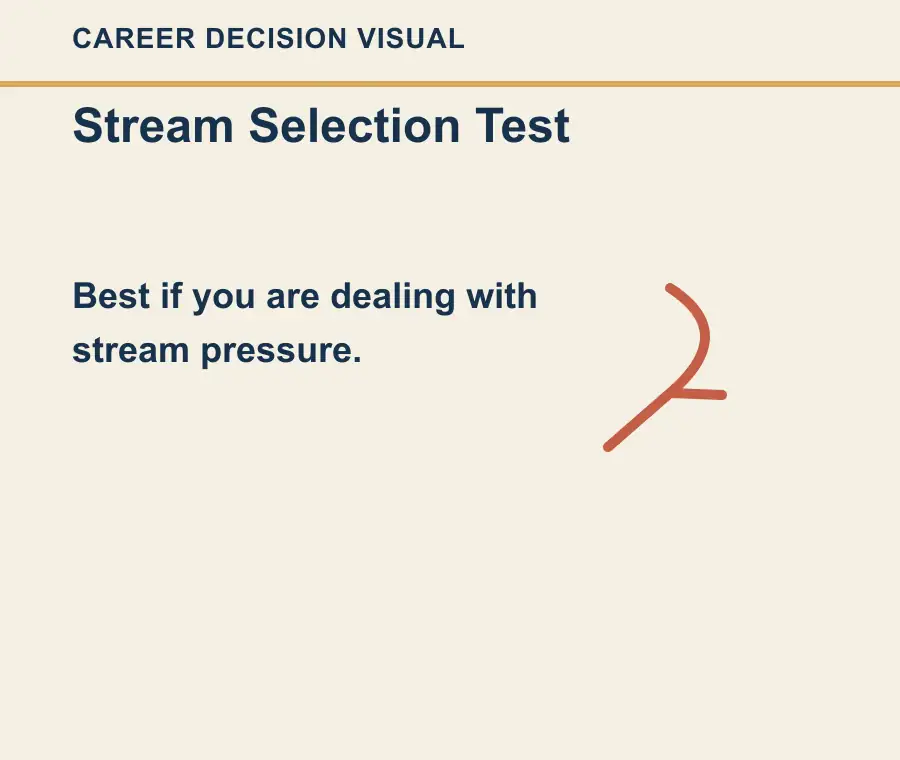 CAREER DECISION VISUAL
Stream Selection Test
Best if you are dealing with
stream pressure.